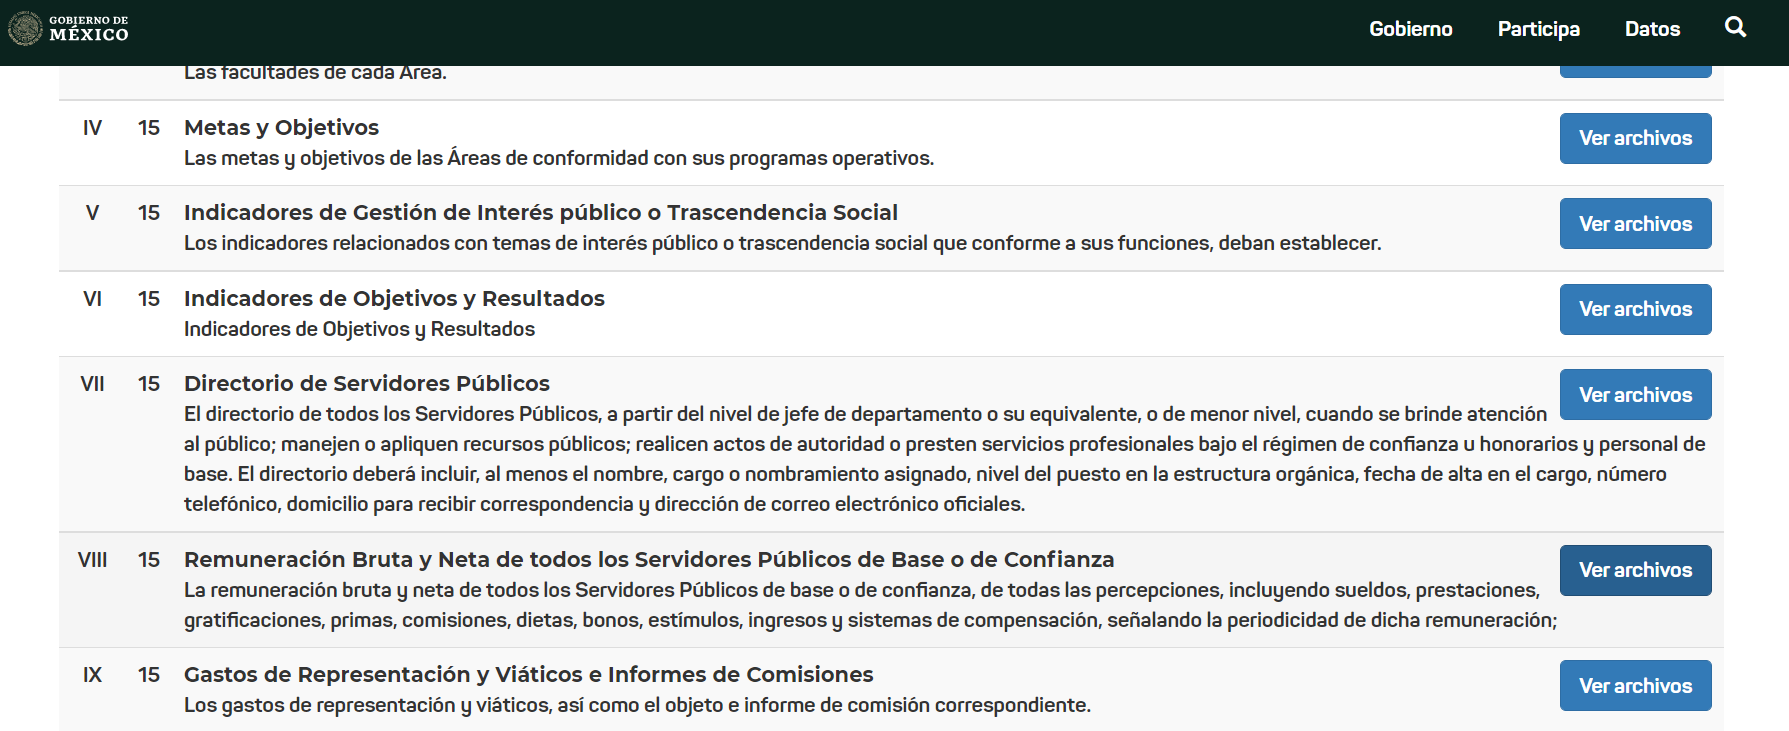 GOBIERNO DE
MÉXICO
Gobierno Participa Datos
Las facultades de cada Área.
IV 15 Metas y Objetivos Ver archivos
Las metas y objetivos de las Áreas de conformidad con sus programas operativos.
V 15 Indicadores de Gestión de Interés público o Trascendencia Social Ver archivos
Los indicadores relacionados con temas de interés público o trascendencia social que conforme a sus funciones, deban establecer.
VI 15 Indicadores de Objetivos y Resultados Ver archivos
Indicadores de Objetivos y Resultados
VII 15 Directorio de Servidores Públicos Ver archivos
El directorio de todos los Servidores Públicos, a partir del nivel de jefe de departamento o su equivalente, o de menor nivel, cuando se brinde atención
al público; manejen o apliquen recursos públicos; realicen actos de autoridad o presten servicios profesionales bajo el régimen de confianza u honorarios y personal de
base. El directorio deberá incluir, al menos el nombre, cargo o nombramiento asignado, nivel del puesto en la estructura orgánica, fecha de alta en el cargo, número
telefónico, domicilio para recibir correspondencia y dirección de correo electrónico oficiales.
VIII 15 Remuneración Bruta y Neta de todos los Servidores Públicos de Base o de Confianza Ver archivos
La remuneración bruta y neta de todos los Servidores Públicos de base o de confianza, de todas las percepciones, incluyendo sueldos, prestaciones,
gratificaciones, primas, comisiones, dietas, bonos, estímulos, ingresos y sistemas de compensación, señalando la periodicidad de dicha remuneración;
IX 15 Gastos de Representación y Viáticos e Informes de Comisiones Ver archivos
Los gastos de representación y viáticos, así como el objeto e informe de comisión correspondiente.